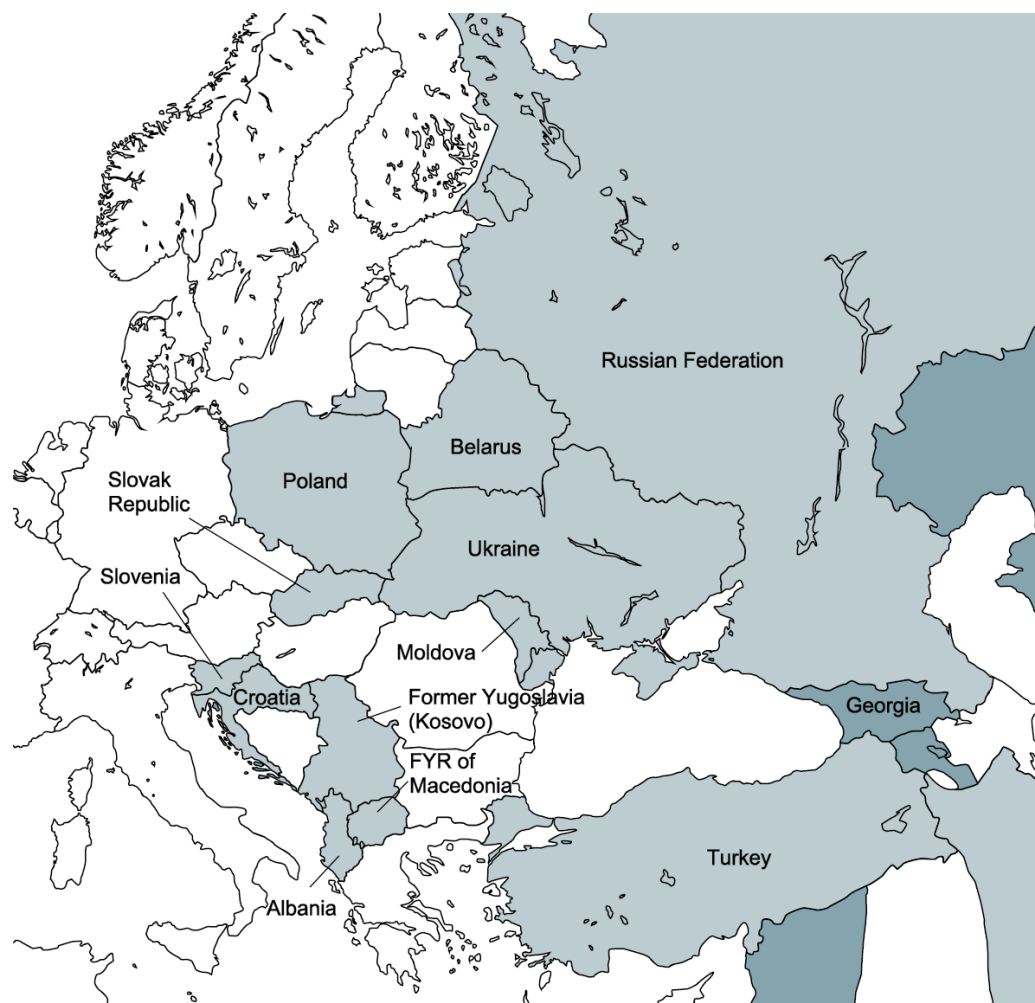 Russian Federation
Belarus
Slovak
Republic
Poland
Ukraine
Slovenia
Moldova
Croatia
Former Yugoslavia
(Kosovo)
Georgia
FYR of
Macedonia
Turkey
Albania